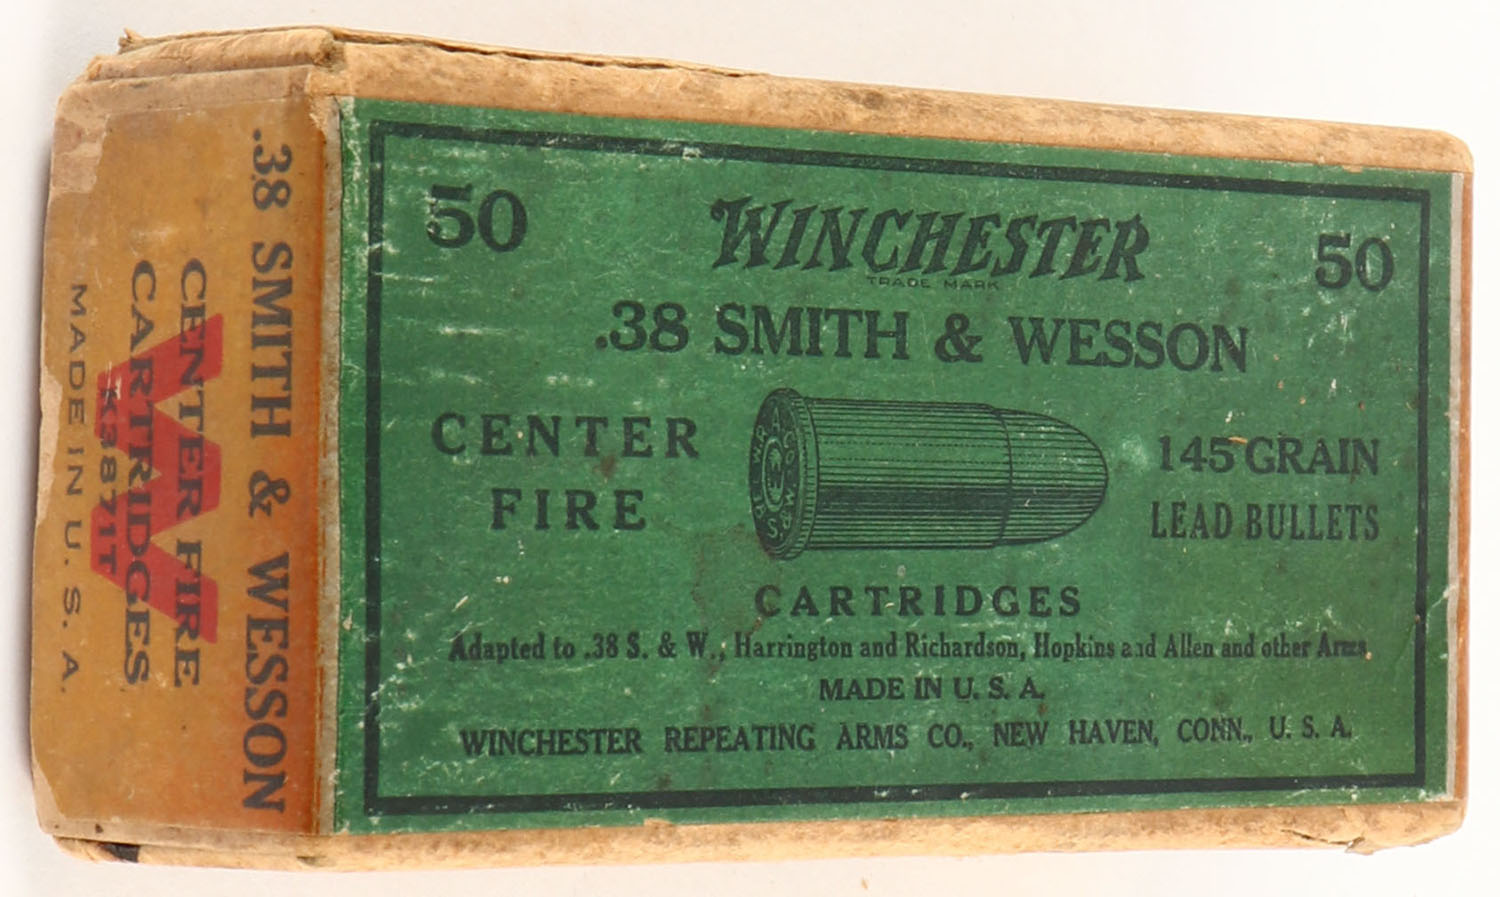 50
WINCHESTER
TRADE MARK
50
.38 SMITH & WESSON
CENTER
FIRE
145 GRAIN
LEAD BULLETS
CARTRIDGES
Adapted to .38 S. & W., Harrington and Richardson, Hopkins and Allen and other Arms.
MADE IN U. S. A.
WINCHESTER REPEATING ARMS CO., NEW HAVEN, CONN., U. S. A.
.38 SMITH & WESSON
CENTER FIRE
CARTRIDGES
W
K3871T
MADE IN U. S. A.